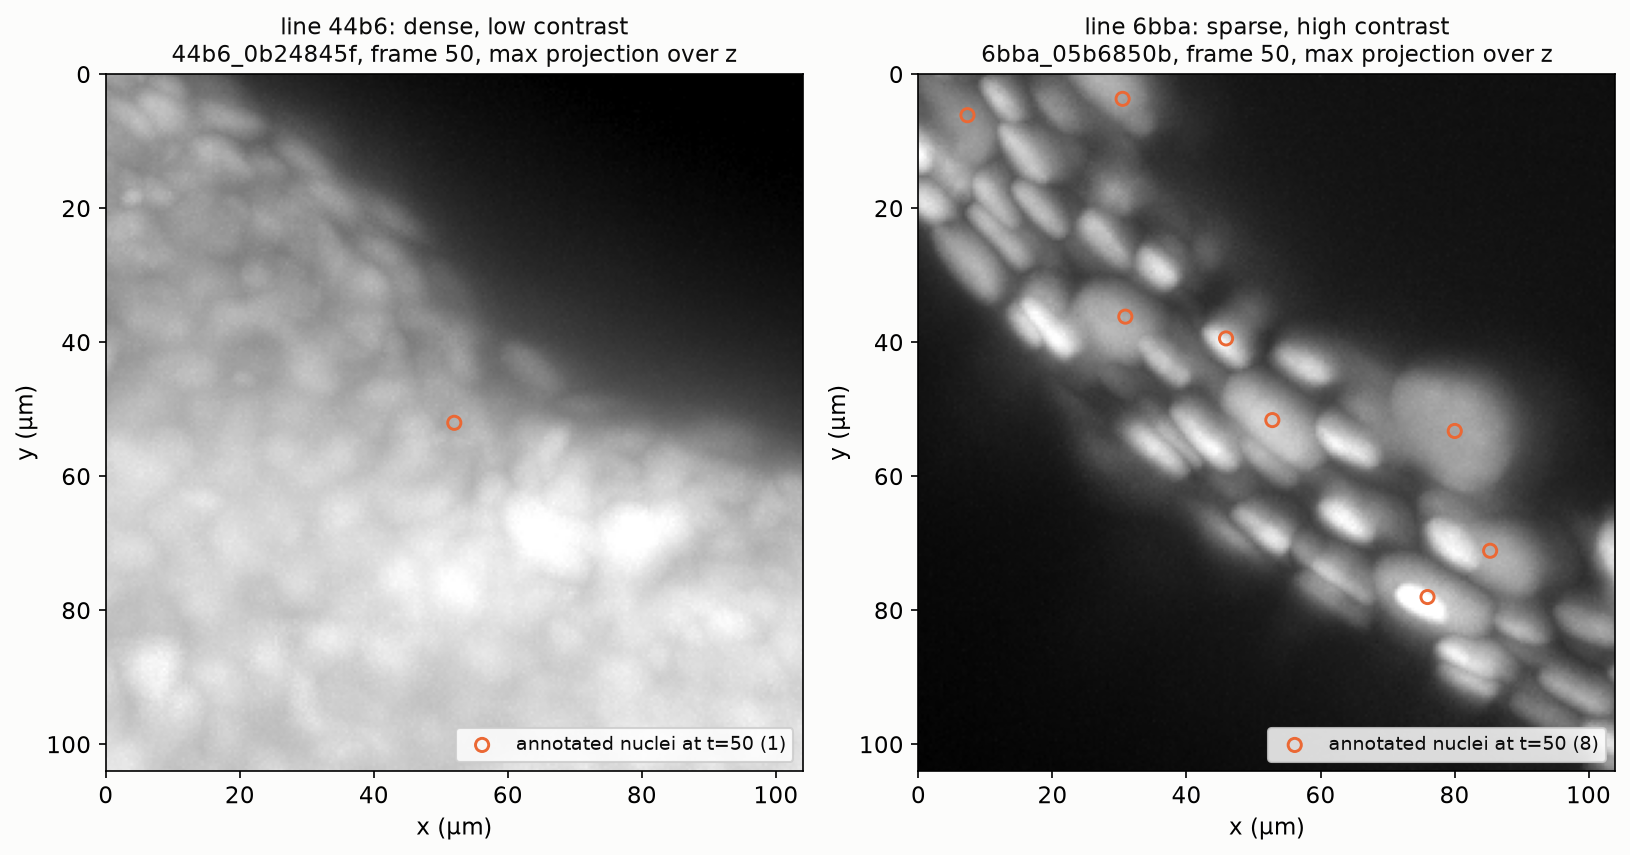 line 44b6: dense, low contrast
44b6_0b24845f, frame 50, max projection over z
0
20
40
60
80
100
y (µm)
0
20
40
60
80
100
x (µm)
annotated nuclei at t=50 (1)
line 6bba: sparse, high contrast
6bba_05b6850b, frame 50, max projection over z
0
20
40
60
80
100
y (µm)
0
20
40
60
80
100
x (µm)
annotated nuclei at t=50 (8)